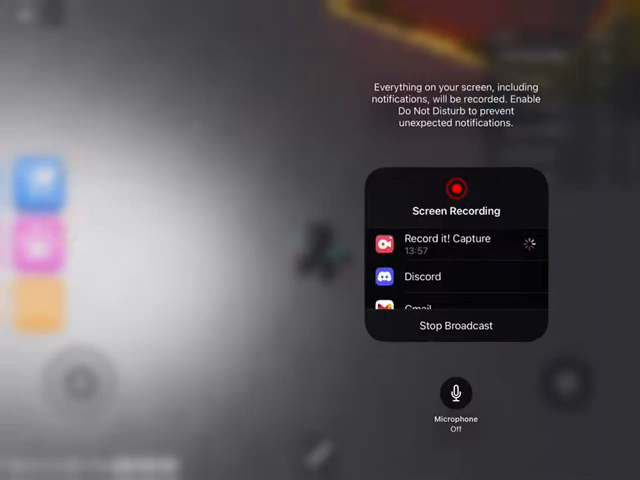 Everything on your screen, including
notifications, will be recorded. Enable
Do Not Disturb to prevent
unexpected notifications.
Screen Recording
Record it! Capture
13:57
Discord
Gmail
Stop Broadcast
Microphone
Off